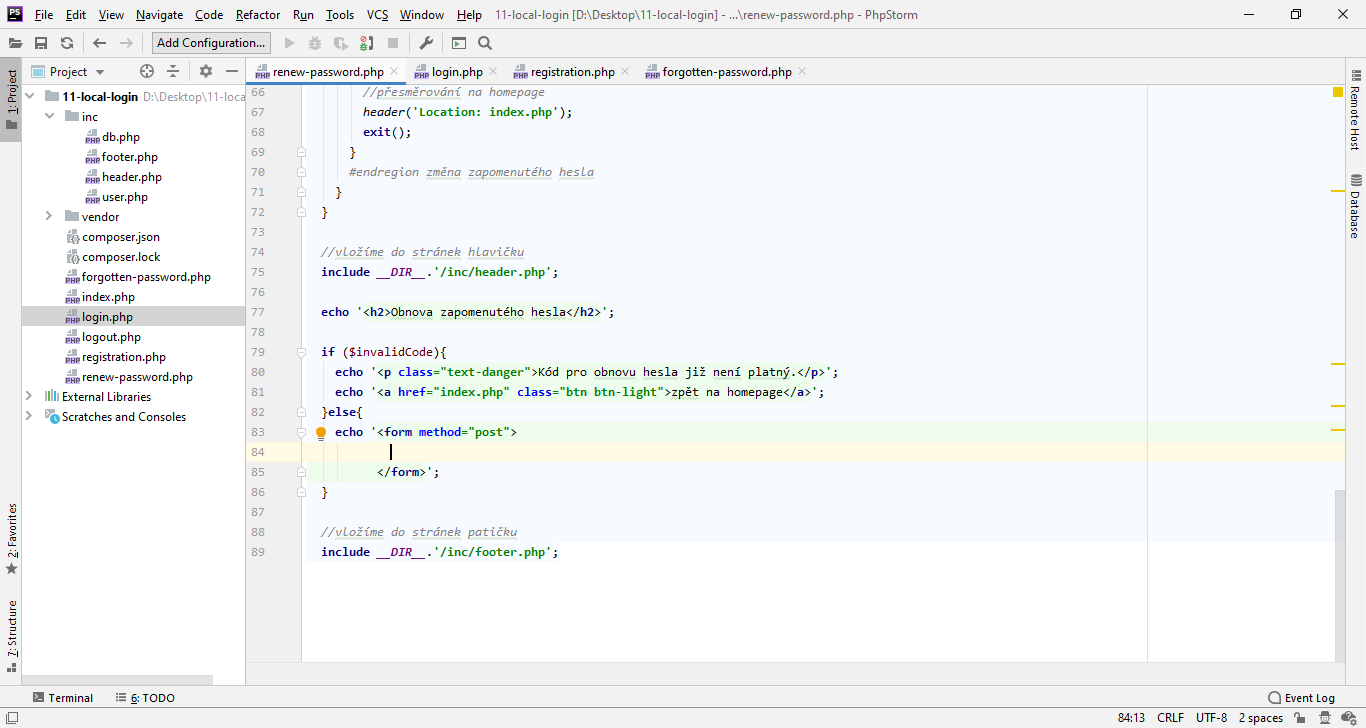 PS File Edit View Navigate Code Refactor Run Tools VCS Window Help 11-local-login [D:\Desktop\11-local-login] - ...\renew-password.php - PhpStorm
Add Configuration...
1: Project
Project
renew-password.php login.php registration.php forgotten-password.php
11-local-login D:\Desktop\11-loca
inc
db.php
footer.php
header.php
user.php
vendor
composer.json
composer.lock
forgotten-password.php
index.php
login.php
logout.php
registration.php
renew-password.php
External Libraries
Scratches and Consoles
66 //přesměrování na homepage
67 header('Location: index.php');
68 exit();
69 }
70 #endregion změna zapomenutého hesla
71 }
72 }
73
74 //vložíme do stránek hlavičku
75 include __DIR__.'/inc/header.php';
76
77 echo '<h2>Obnova zapomenutého hesla</h2>';
78
79 if ($invalidCode){
80 echo '<p class="text-danger">Kód pro obnovu hesla již není platný.</p>';
81 echo '<a href="index.php" class="btn btn-light">zpět na homepage</a>';
82 }else{
83 echo '<form method="post">
84
85 </form>';
86 }
87
88 //vložíme do stránek patičku
89 include __DIR__.'/inc/footer.php';
Remote Host
Database
2: Favorites
7: Structure
Terminal 6: TODO Event Log
84:13 CRLF UTF-8 2 spaces